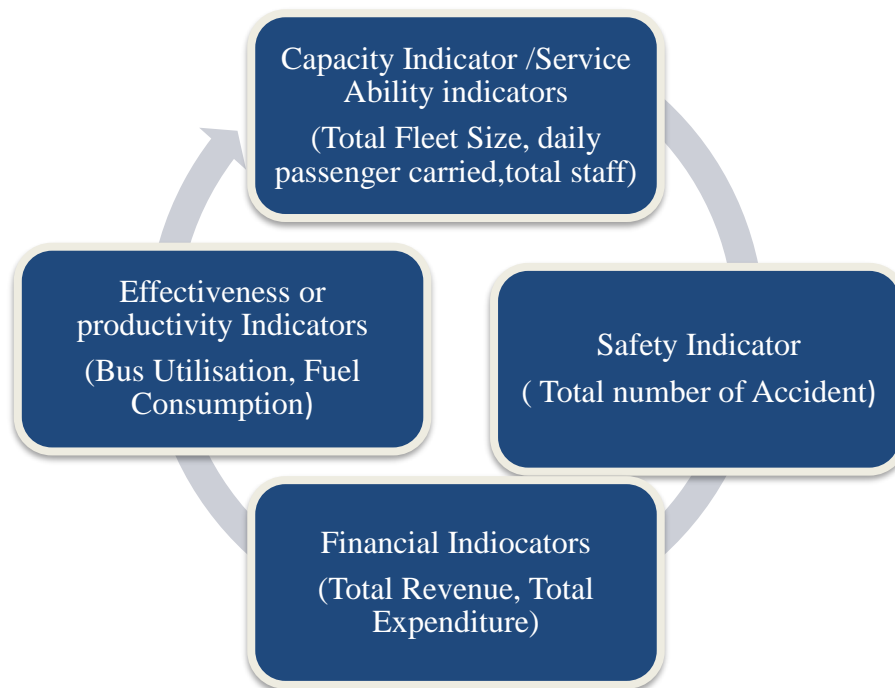 Capacity Indicator /Service
Ability indicators
(Total Fleet Size, daily
passenger carried,total staff)
Safety Indicator
( Total number of Accident)
Financial Indiocators
(Total Revenue, Total
Expenditure)
Effectiveness or
productivity Indicators
(Bus Utilisation, Fuel
Consumption)